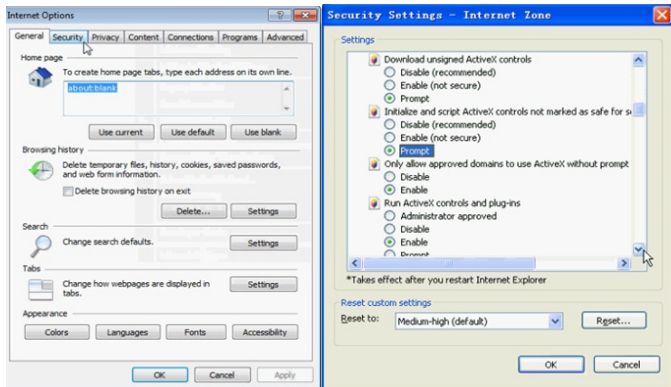 Internet Options
General Security Privacy Content Connections Programs Advanced
Home page
To create home page tabs, type each address on its own line.
about:blank
Use current Use default Use blank
Browsing history
Delete temporary files, history, cookies, saved passwords,
and web form information.
Delete browsing history on exit
Delete... Settings
Search
Change search defaults.
Settings
Tabs
Change how webpages are displayed in
tabs.
Settings
Appearance
Colors Languages Fonts Accessibility
OK Cancel Apply
Security Settings - Internet Zone
Settings
Download unsigned ActiveX controls
Disable (recommended)
Enable (not secure)
Prompt
Initialize and script ActiveX controls not marked as safe for s
Disable (recommended)
Enable (not secure)
Prompt
Only allow approved domains to use ActiveX without prompt
Disable
Enable
Run ActiveX controls and plug-ins
Administrator approved
Disable
Enable
Prompt
*Takes effect after you restart Internet Explorer
Reset custom settings
Reset to: Medium-high (default) Reset...
OK Cancel